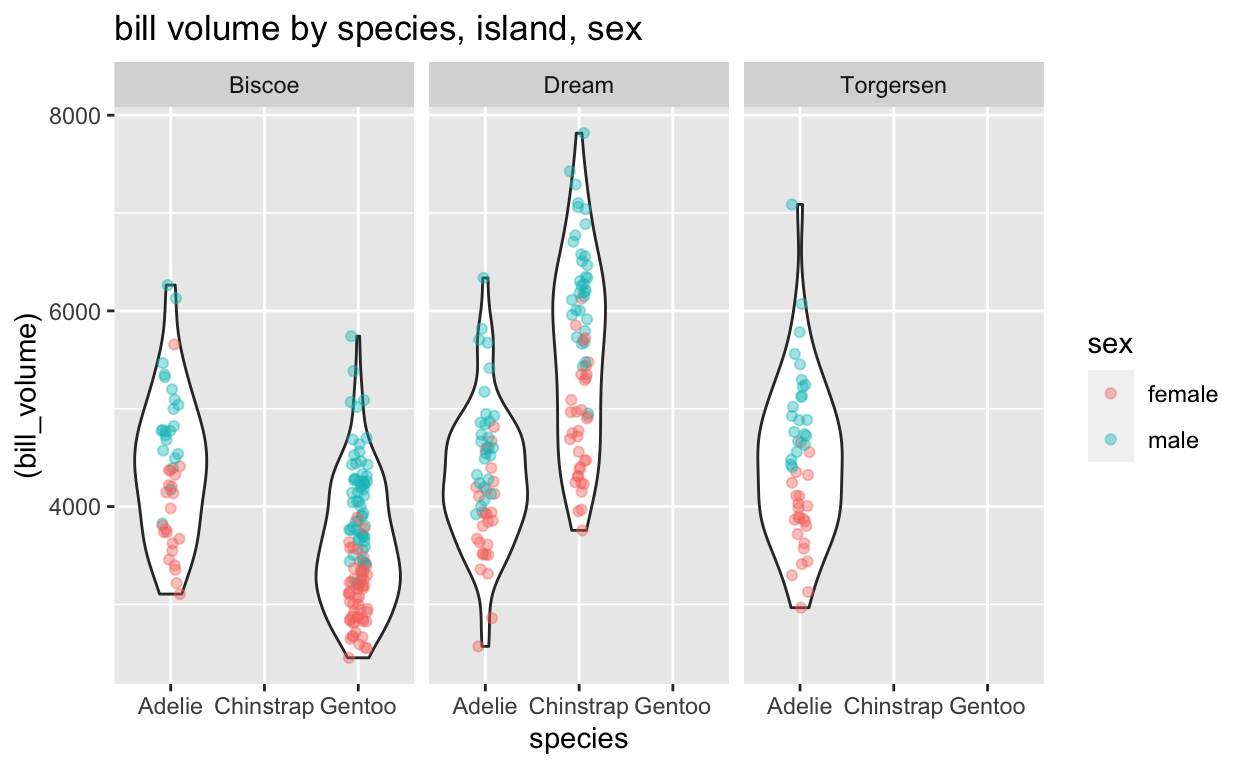 bill volume by species, island, sex
Biscoe Dream Torgersen
8000
6000
4000
(bill_volume)
Adelie Chinstrap Gentoo Adelie Chinstrap Gentoo Adelie Chinstrap Gentoo
species
sex
female
male